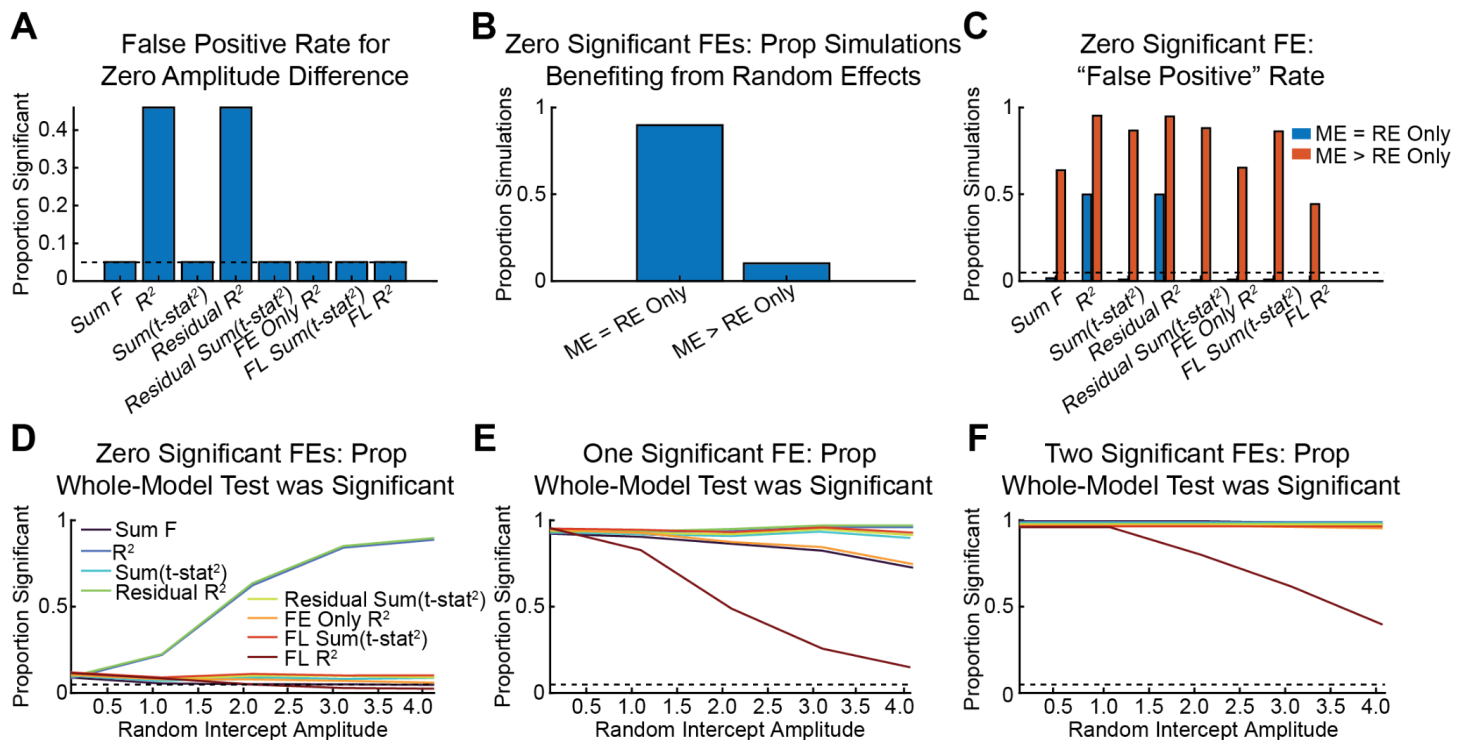 A
False Positive Rate for
Zero Amplitude Difference
Proportion Significant
0.4
0.3
0.2
0.1
0
Sum F
R²
Sum(t-stat²)
Residual R²
Residual Sum(t-stat²)
FE Only R²
FL Sum(t-stat²)
FL R²
B
Zero Significant FEs: Prop Simulations
Benefiting from Random Effects
Proportion Simulations
1
0.5
0
ME = RE Only
ME > RE Only
C
Zero Significant FE:
“False Positive” Rate
Proportion Simulations
1
0.5
0
ME = RE Only
ME > RE Only
Sum F
R²
Sum(t-stat²)
Residual R²
Residual Sum(t-stat²)
FE Only R²
FL Sum(t-stat²)
FL R²
D
Zero Significant FEs: Prop
Whole-Model Test was Significant
Proportion Significant
1
0.5
0
Sum F
R²
Sum(t-stat²)
Residual R²
Residual Sum(t-stat²)
FE Only R²
FL Sum(t-stat²)
FL R²
0.5 1.0 1.5 2.0 2.5 3.0 3.5 4.0
Random Intercept Amplitude
E
One Significant FE: Prop
Whole-Model Test was Significant
Proportion Significant
1
0.5
0
0.5 1.0 1.5 2.0 2.5 3.0 3.5 4.0
Random Intercept Amplitude
F
Two Significant FEs: Prop
Whole-Model Test was Significant
Proportion Significant
1
0.5
0
0.5 1.0 1.5 2.0 2.5 3.0 3.5 4.0
Random Intercept Amplitude